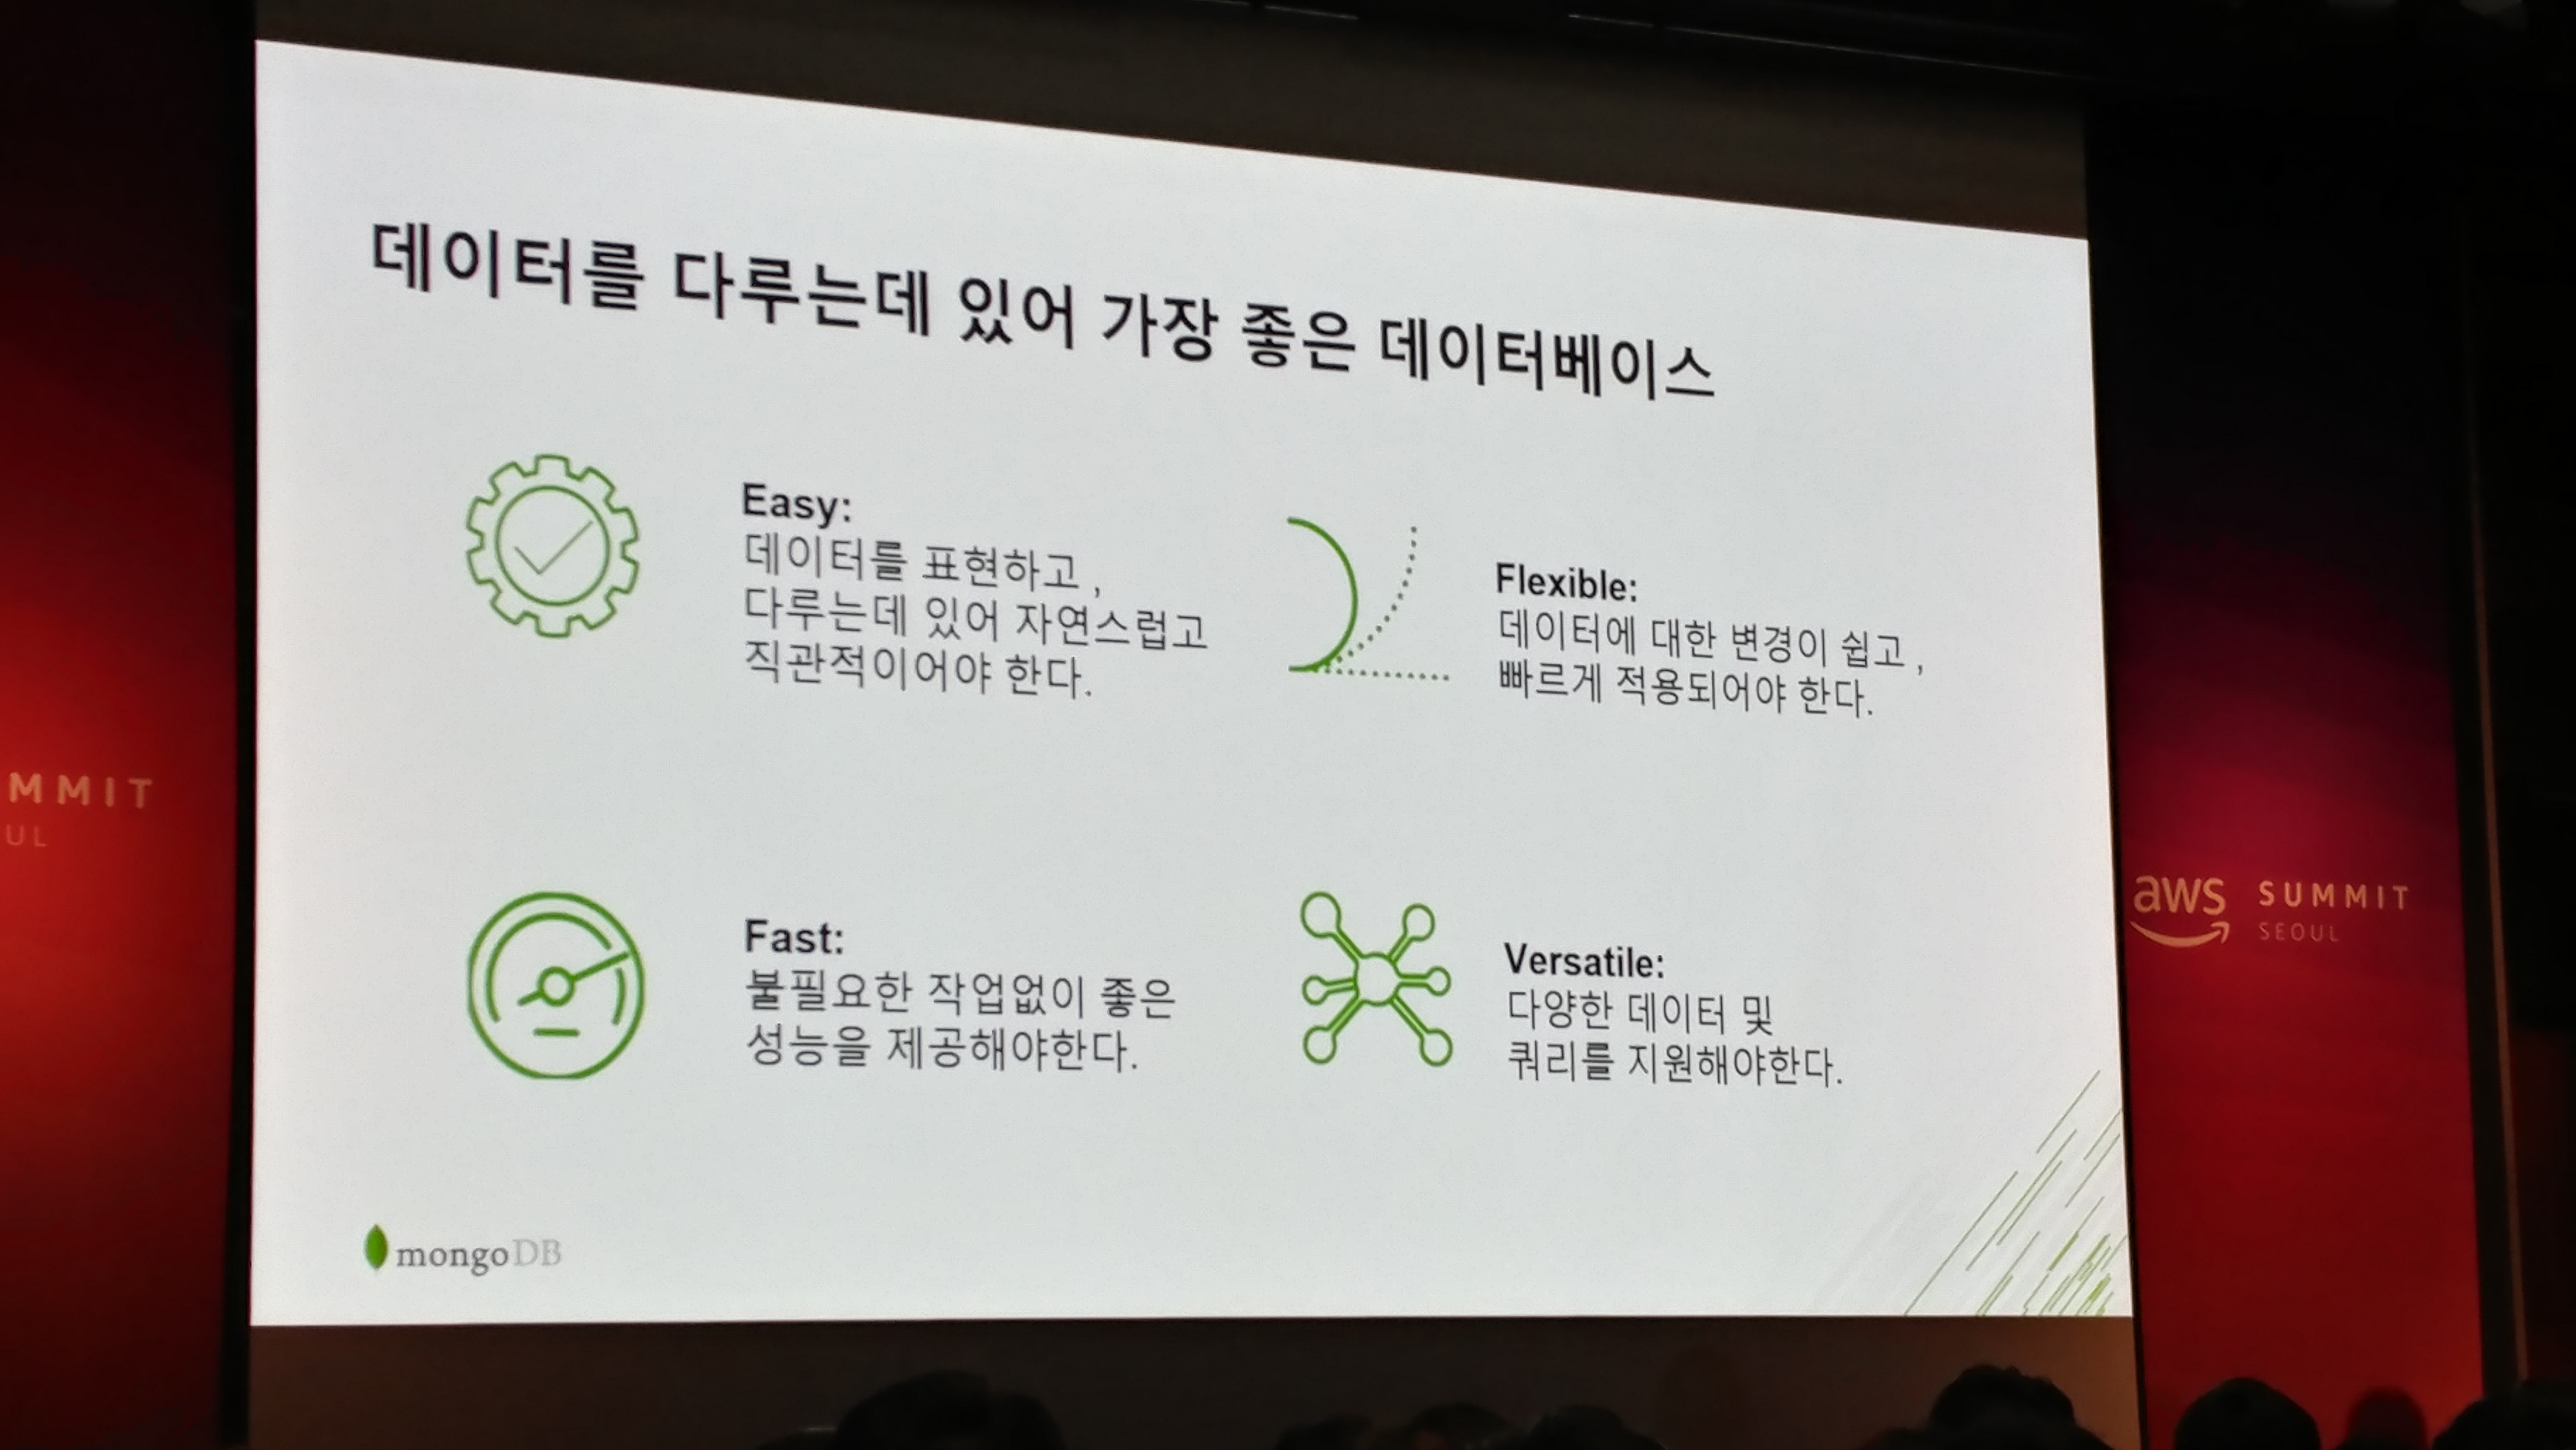 데이터를 다루는데 있어 가장 좋은 데이터베이스
Easy:
데이터를 표현하고 ,
다루는데 있어 자연스럽고
직관적이어야 한다.
Flexible:
데이터에 대한 변경이 쉽고 ,
빠르게 적용되어야 한다.
Fast:
불필요한 작업없이 좋은
성능을 제공해야한다.
Versatile:
다양한 데이터 및
쿼리를 지원해야한다.
mongoDB
MMIT
UL
aws SUMMIT
SEOUL